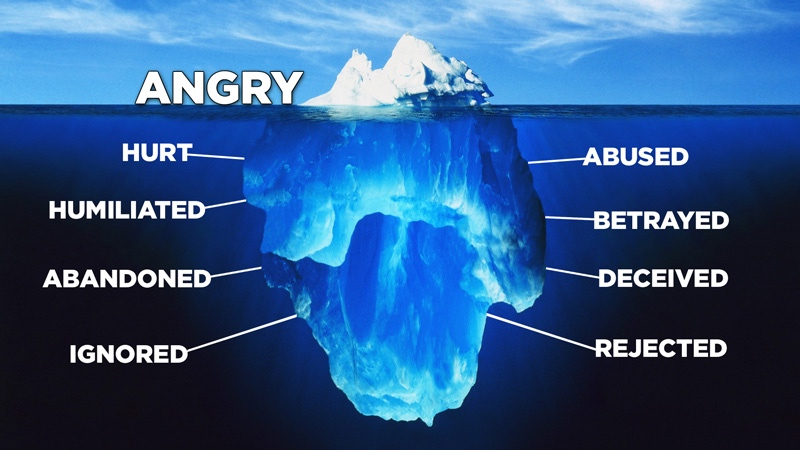 ANGRY
HURT
ABUSED
HUMILIATED
BETRAYED
ABANDONED
DECEIVED
IGNORED
REJECTED